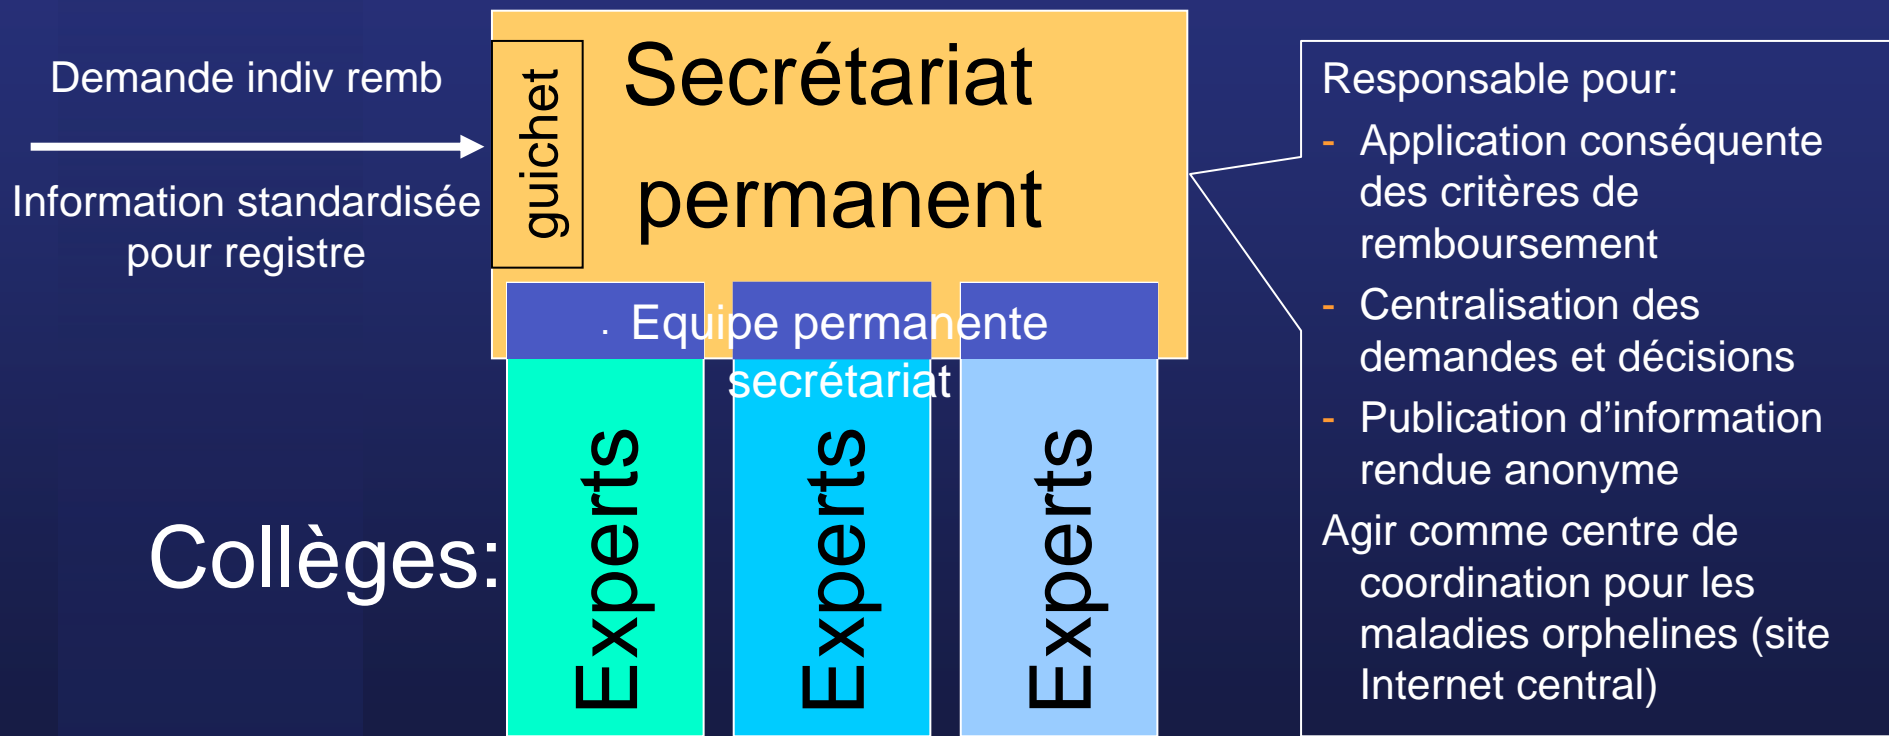 Demande indiv remb
Information standardisée
pour registre
guichet
Secrétariat
permanent
. Equipe permanente
secrétariat
Collèges:
Experts
Experts
Experts
Responsable pour:
- Application conséquente
des critères de
remboursement
- Centralisation des
demandes et décisions
- Publication d’information
rendue anonyme
Agir comme centre de
coordination pour les
maladies orphelines (site
Internet central)